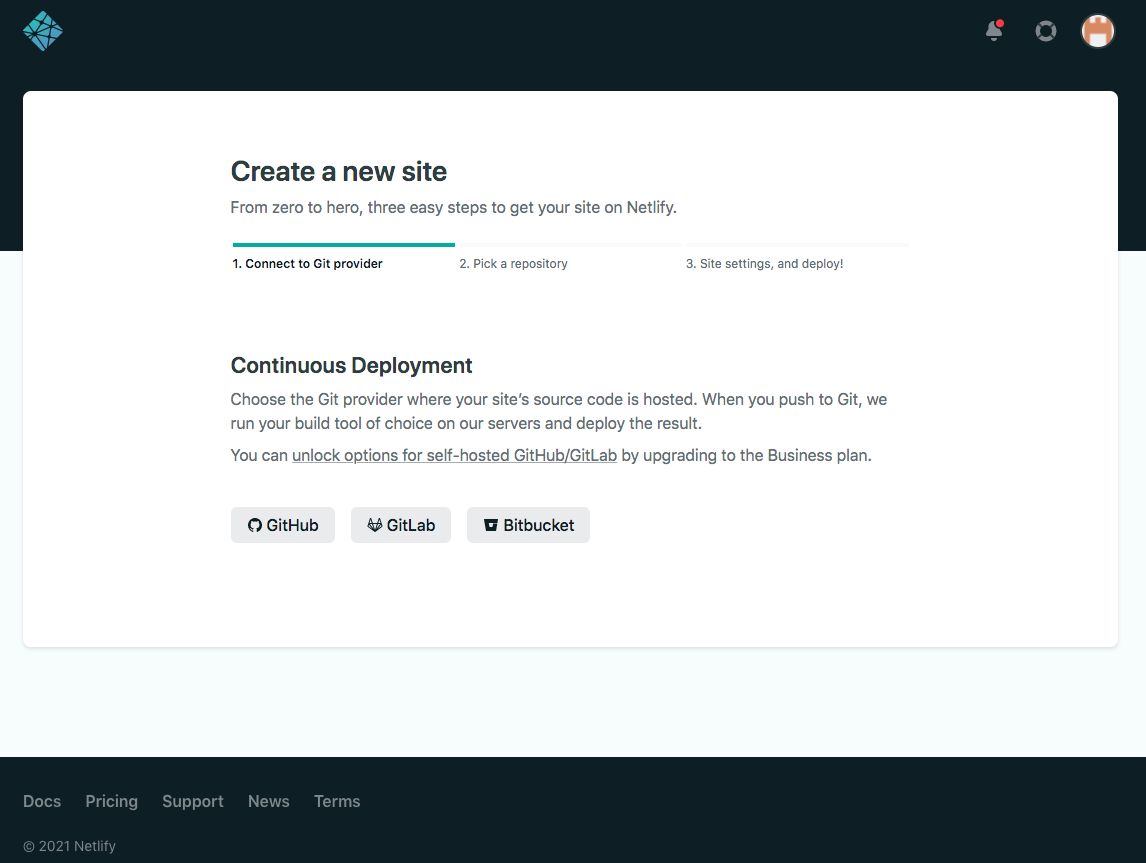 Create a new site
From zero to hero, three easy steps to get your site on Netlify.
1. Connect to Git provider
2. Pick a repository
3. Site settings, and deploy!
Continuous Deployment
Choose the Git provider where your site’s source code is hosted. When you push to Git, we
run your build tool of choice on our servers and deploy the result.
You can unlock options for self-hosted GitHub/GitLab by upgrading to the Business plan.
GitHub
GitLab
Bitbucket
Docs
Pricing
Support
News
Terms
© 2021 Netlify